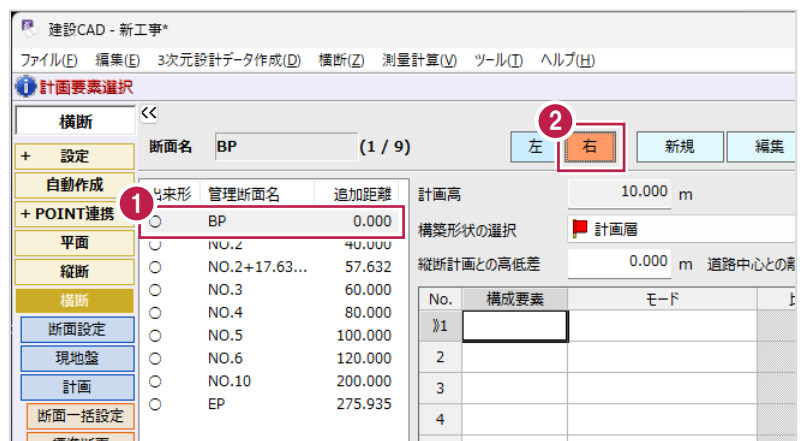 建設CAD - 新工事*
ファイル(F) 編集(E) 3次元設計データ作成(D) 横断(Z) 測量計算(V) ツール(T) ヘルプ(H)
計画要素選択
横断
+ 設定
自動作成
+ POINT連携
平面
縦断
横断
断面設定
現地盤
計画
断面一括設定
<<
断面名 BP (1 / 9)
2
左 右 新規 編集
1
管理断面名 追加距離
○ BP 0.000
○ NO.2 40.000
○ NO.2+17.63... 57.632
○ NO.3 60.000
○ NO.4 80.000
○ NO.5 100.000
○ NO.6 120.000
○ NO.10 200.000
○ EP 275.935
計画高 10.000 m
構築形状の選択 計画層
縦断計画との高低差 0.000 m 道路中心との
No. 構成要素 モード
1
2
3
4